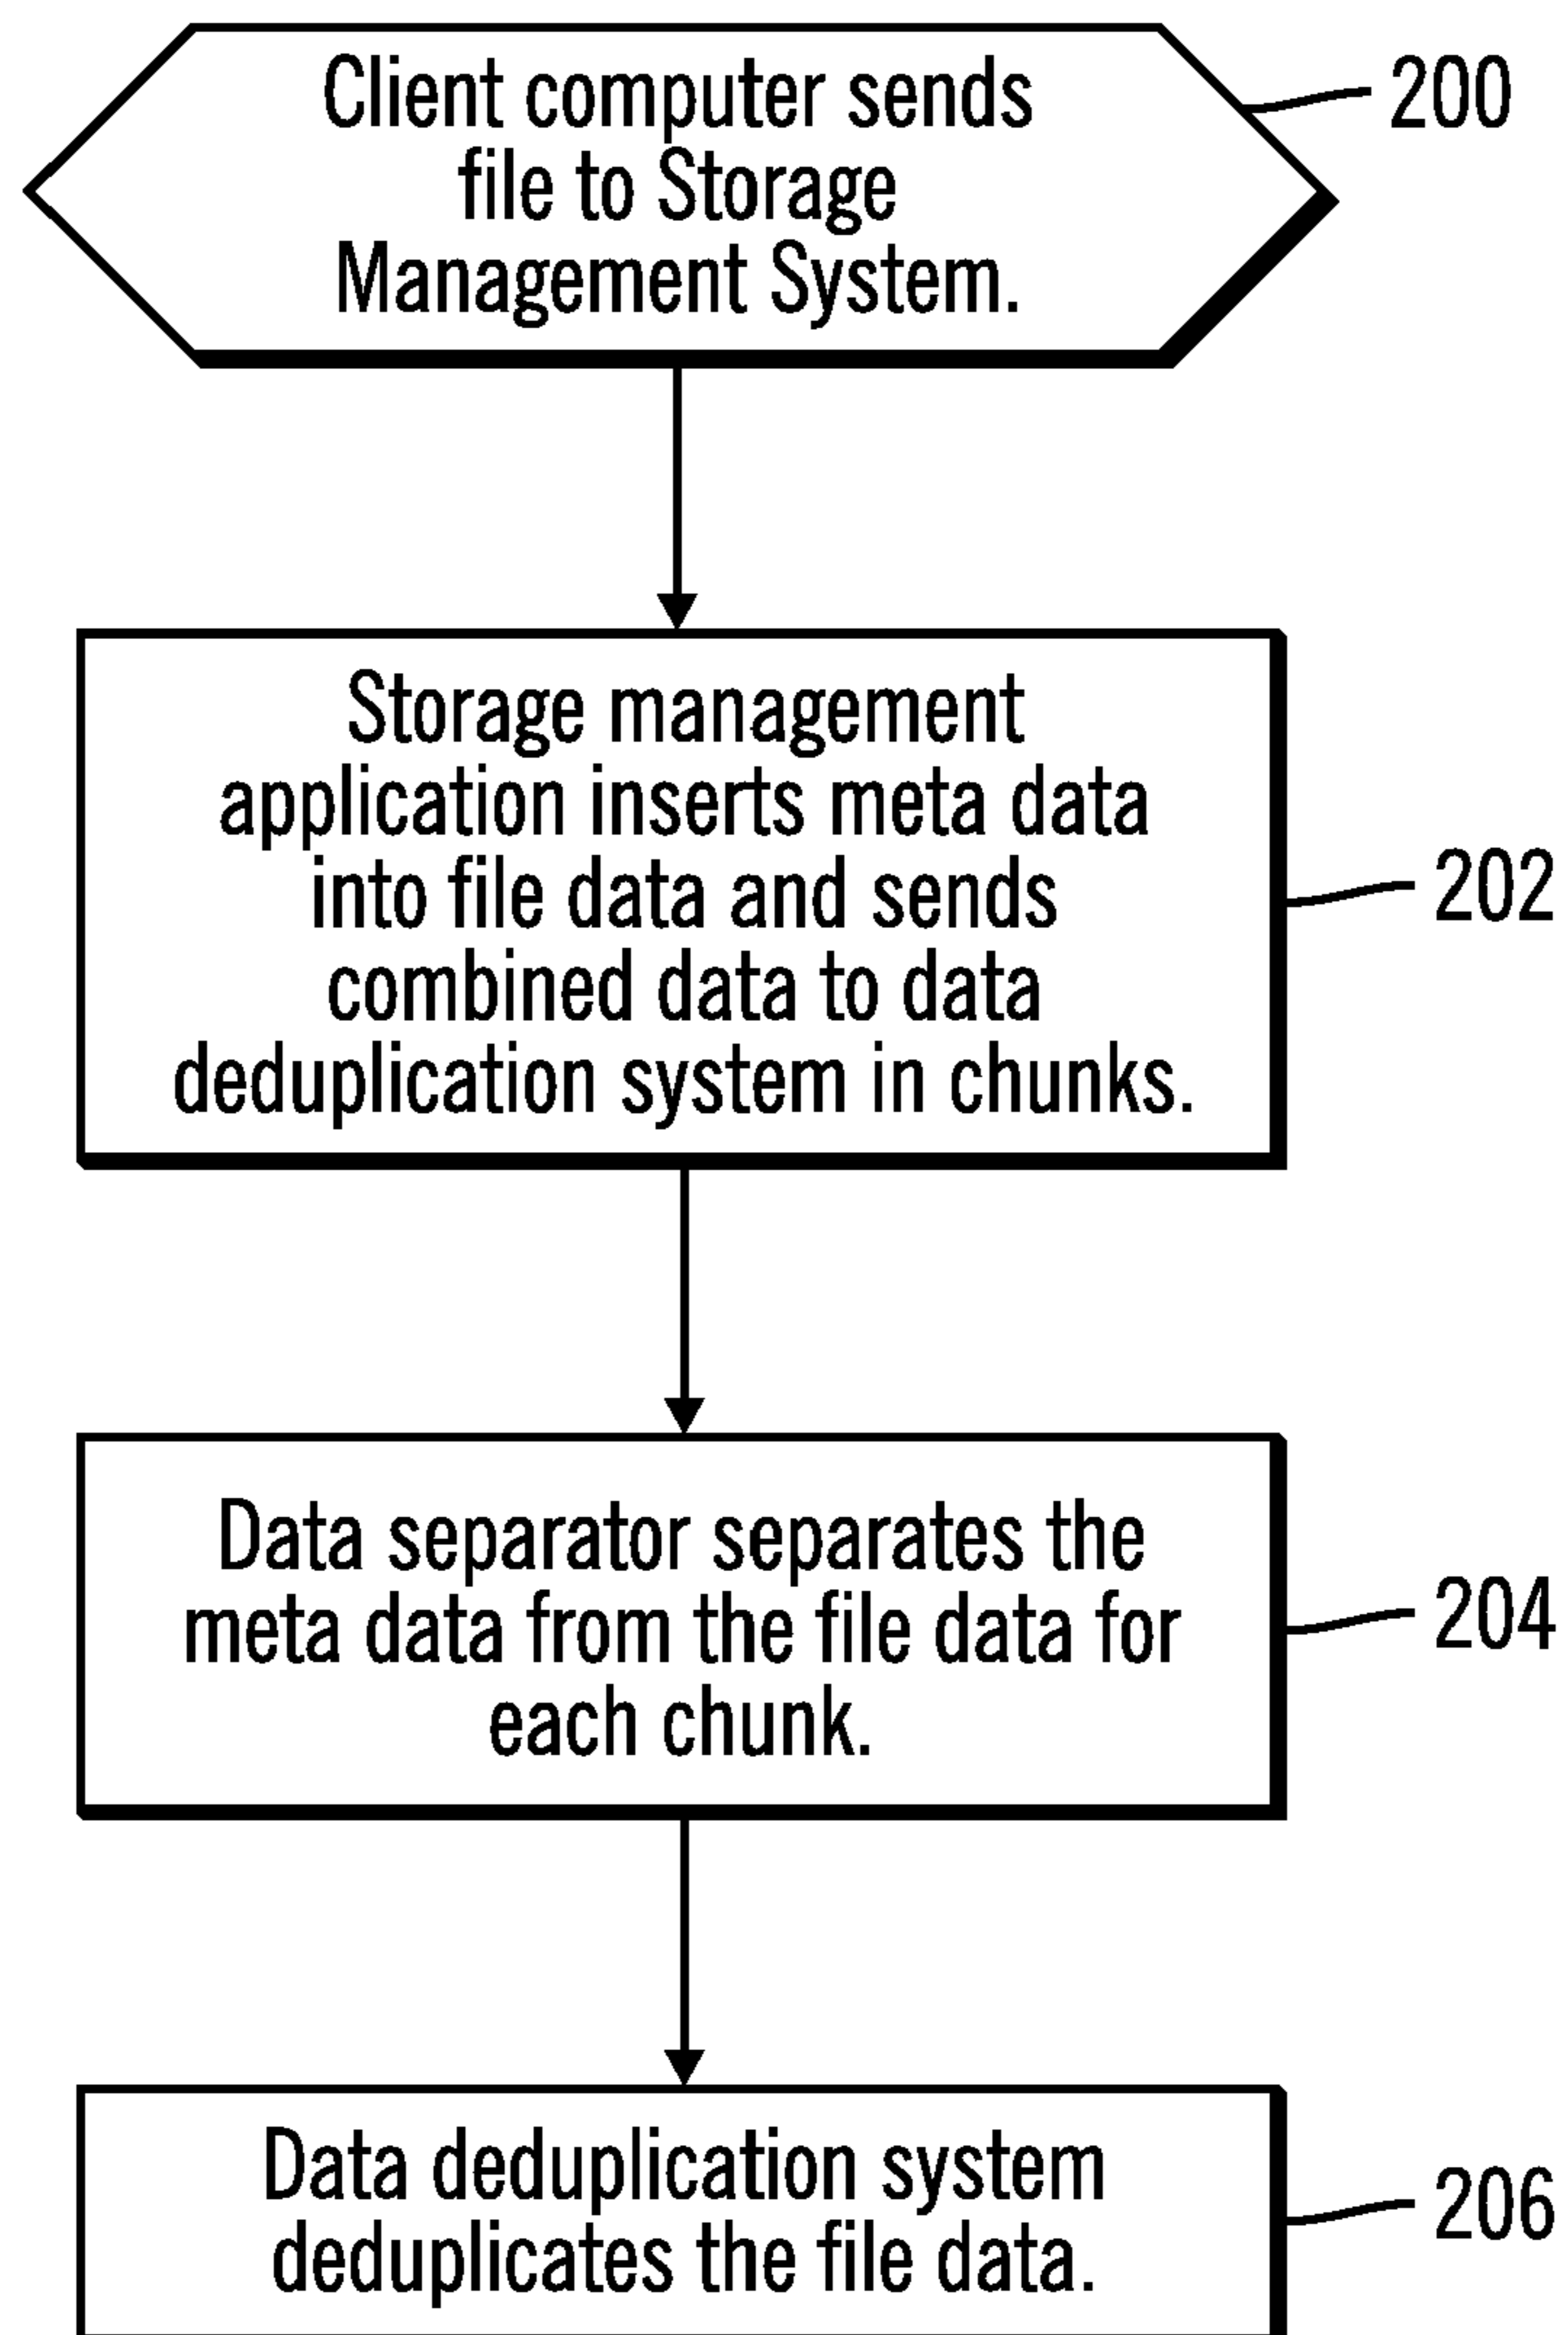 Client computer sends
file to Storage
Management System.
200
Storage management
application inserts meta data
into file data and sends
combined data to data
deduplication system in chunks.
202
Data separator separates the
meta data from the file data for
each chunk.
204
Data deduplication system
deduplicates the file data.
206